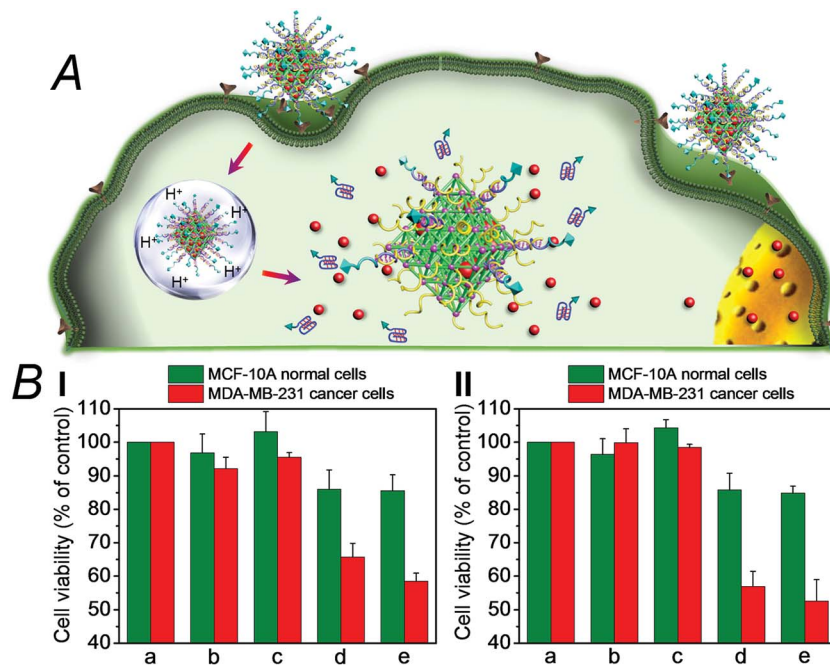 A
H+
H+
H+
H+
H+
B
I
MCF-10A normal cells
MDA-MB-231 cancer cells
Cell viability (% of control)
110
100
90
80
70
60
50
40
a b c d e
II
MCF-10A normal cells
MDA-MB-231 cancer cells
Cell viability (% of control)
110
100
90
80
70
60
50
40
a b c d e